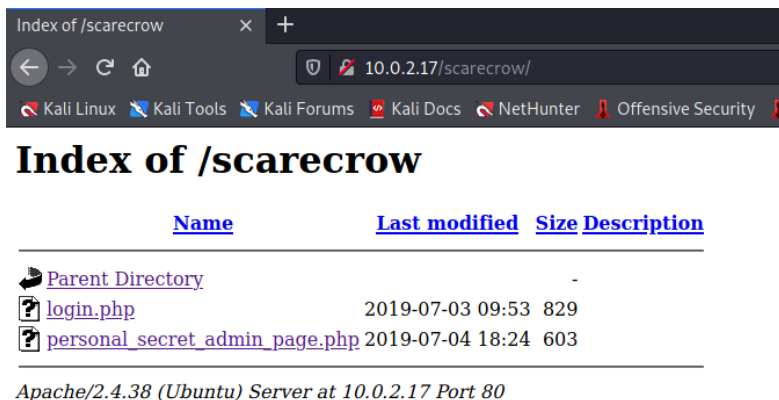 Index of /scarecrow
10.0.2.17/scarecrow/
Kali Linux Kali Tools Kali Forums Kali Docs NetHunter Offensive Security
Index of /scarecrow
Name Last modified Size Description
Parent Directory -
login.php 2019-07-03 09:53 829
personal_secret_admin_page.php 2019-07-04 18:24 603
Apache/2.4.38 (Ubuntu) Server at 10.0.2.17 Port 80